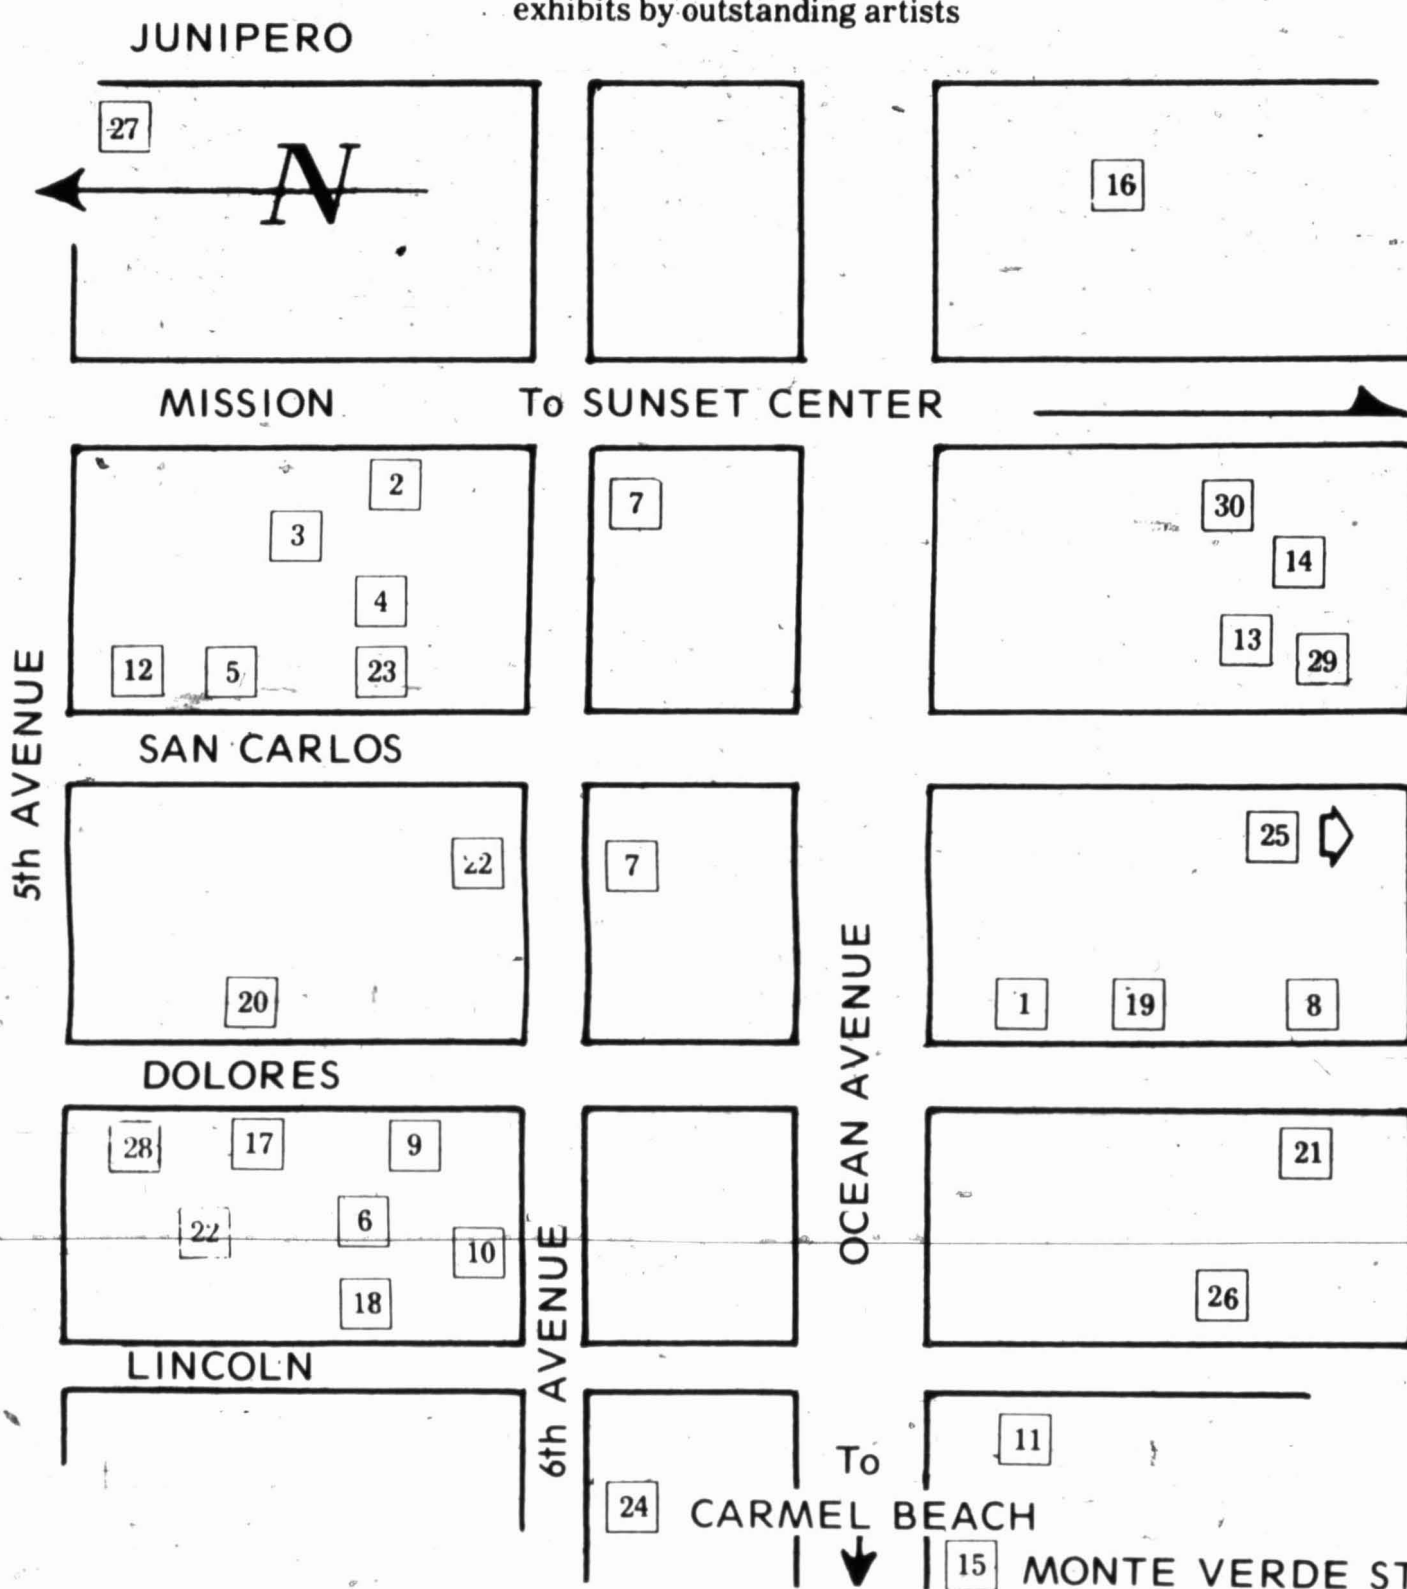 exhibits by outstanding artists
JUNIPERO
27
N
16
MISSION
To SUNSET CENTER
2
7
30
3
14
4
13
12
5
23
29
5th AVENUE
SAN CARLOS
25
22
7
20
1
19
8
OCEAN AVENUE
DOLORES
28
17
9
21
22
6
10
26
18
6th AVENUE
LINCOLN
11
To
24
CARMEL BEACH
15
MONTE VERDE ST